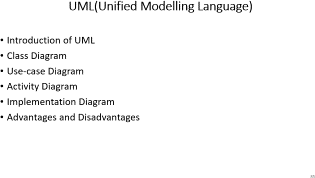 UML(Unified Modelling Language)
• Introduction of UML
• Class Diagram
• Use-case Diagram
• Activity Diagram
• Implementation Diagram
• Advantages and Disadvantages